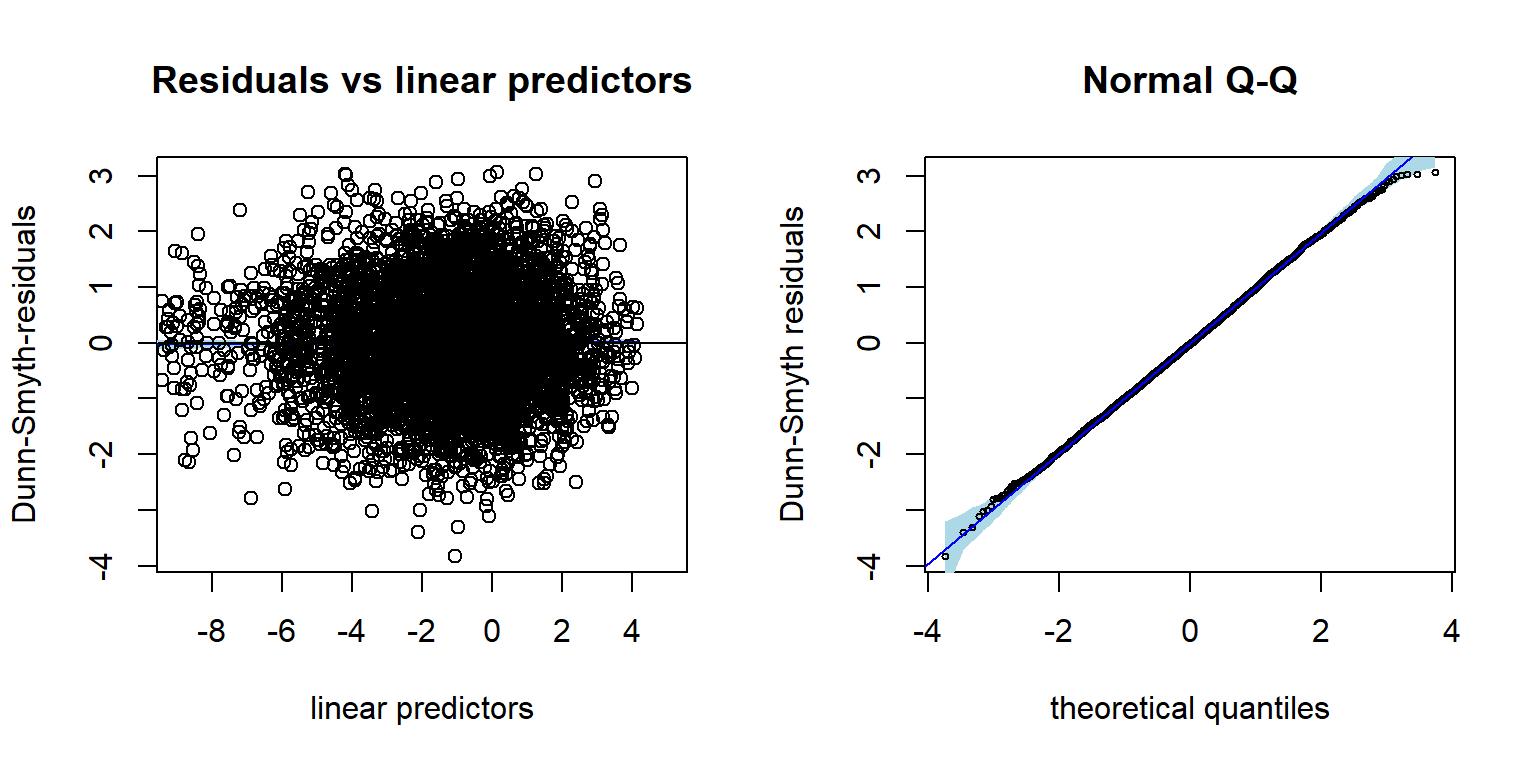 Residuals vs linear predictors
Dunn-Smyth-residuals
3
2
1
0
-2
-4
-8 -6 -4 -2 0 2 4
linear predictors
Normal Q-Q
Dunn-Smyth residuals
3
2
1
0
-2
-4
-4 -2 0 2 4
theoretical quantiles